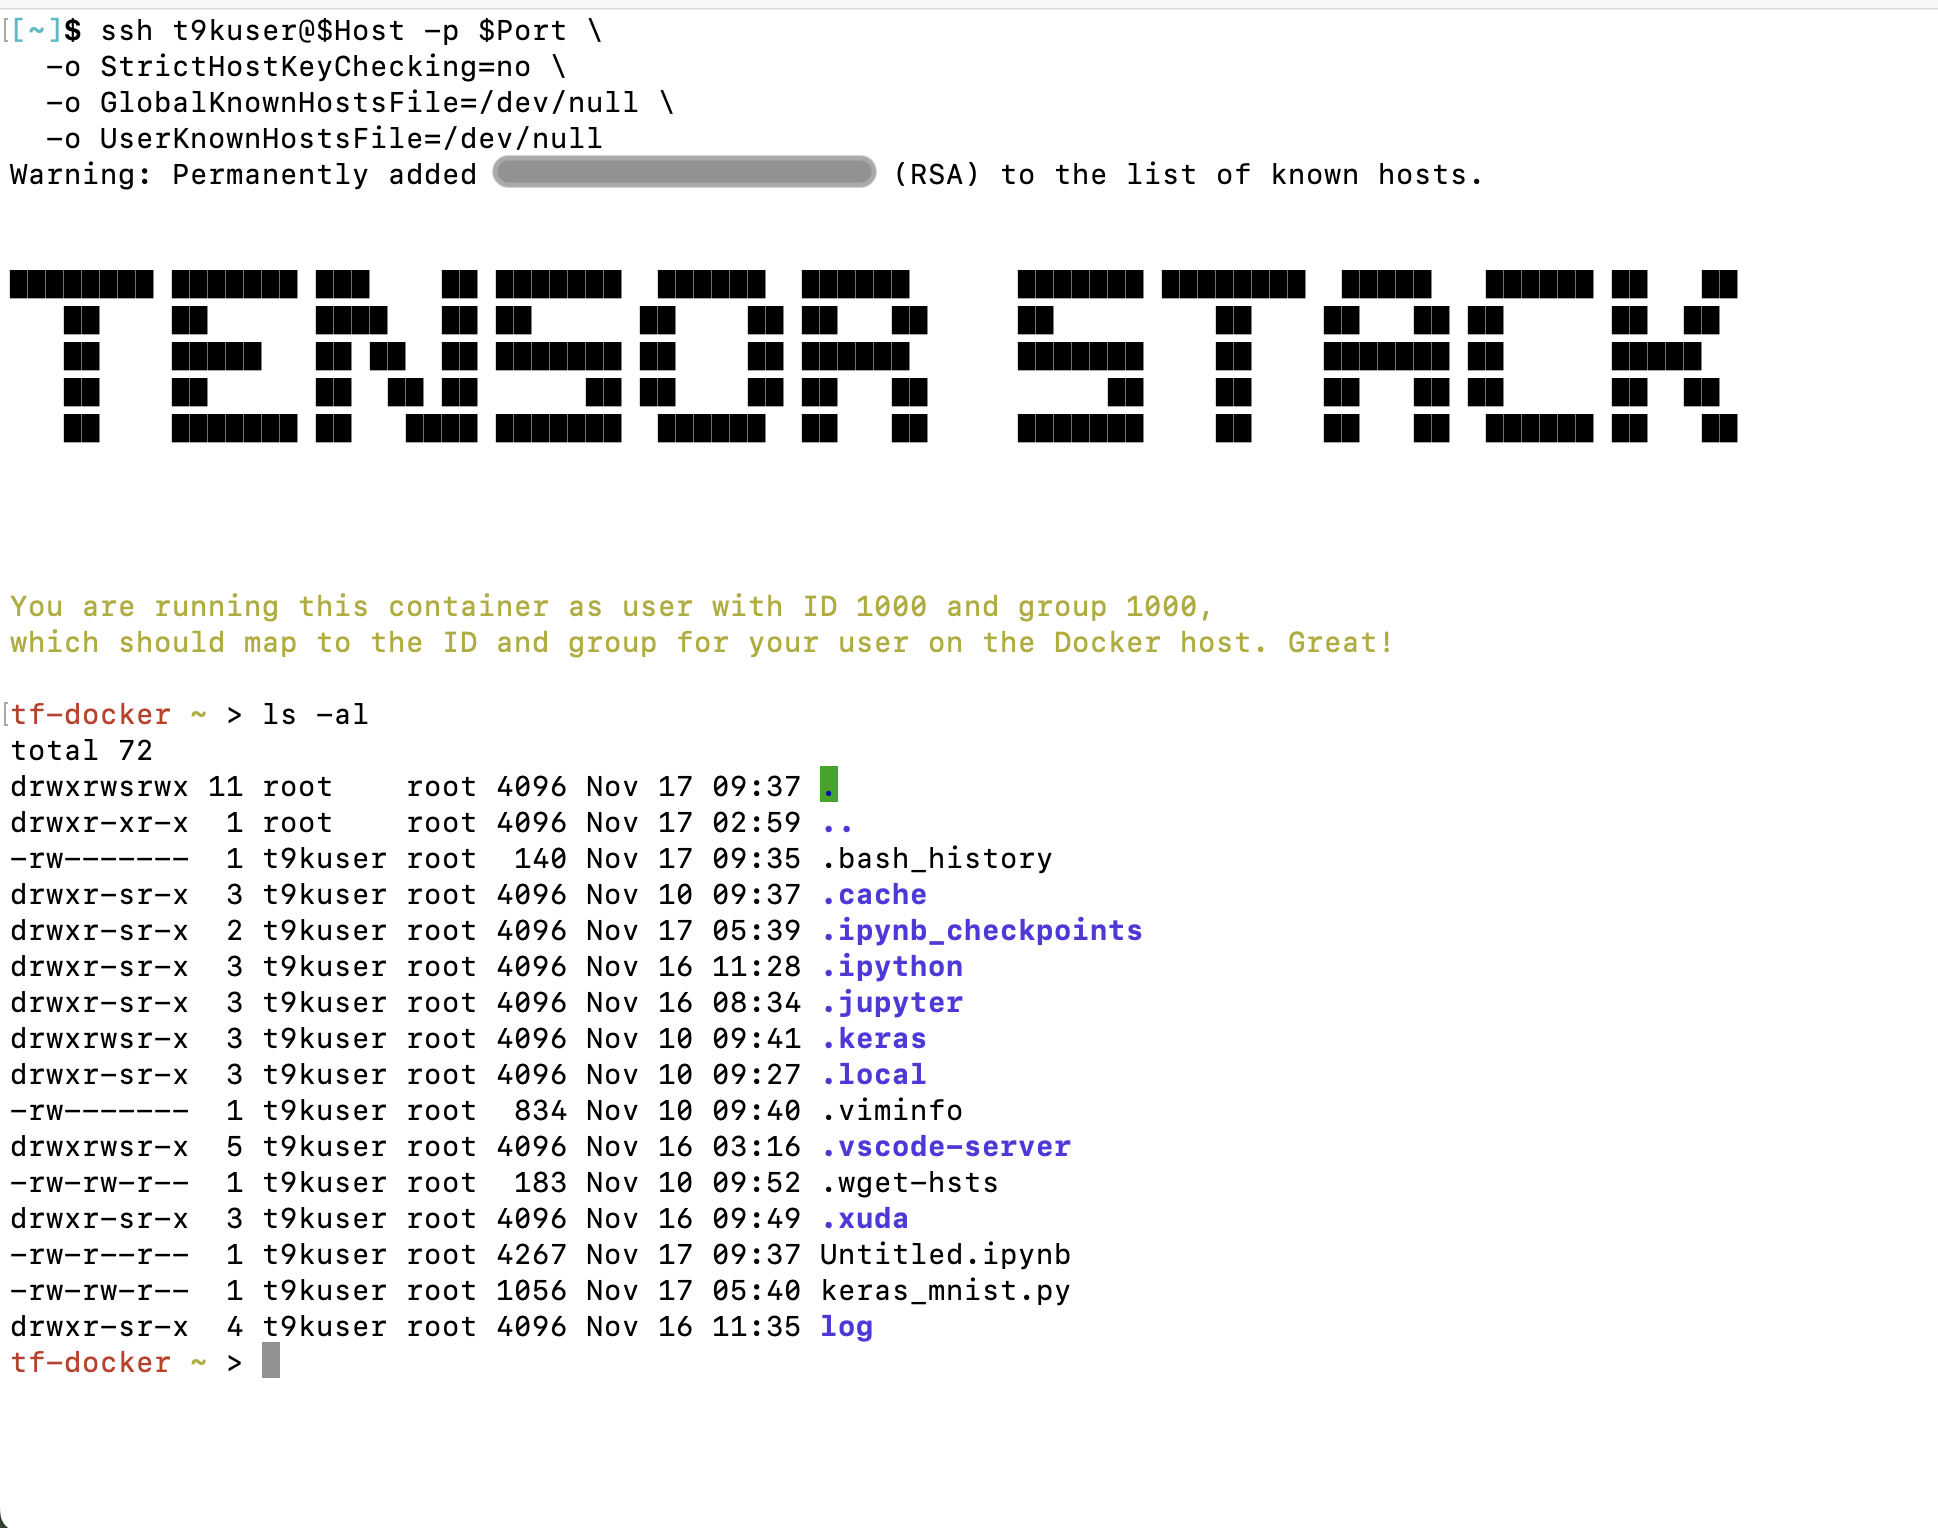 [~]$ ssh t9kuser@$Host -p $Port \
  -o StrictHostKeyChecking=no \
  -o GlobalKnownHostsFile=/dev/null \
  -o UserKnownHostsFile=/dev/null
Warning: Permanently added (RSA) to the list of known hosts.
TENSOR STACK
You are running this container as user with ID 1000 and group 1000,
which should map to the ID and group for your user on the Docker host. Great!
tf-docker ~ > ls -al
total 72
drwxrwsrwx 11 root    root 4096 Nov 17 09:37 .
drwxr-xr-x  1 root    root 4096 Nov 17 02:59 ..
-rw-------  1 t9kuser root  140 Nov 17 09:35 .bash_history
drwxr-sr-x  3 t9kuser root 4096 Nov 10 09:37 .cache
drwxr-sr-x  2 t9kuser root 4096 Nov 17 05:39 .ipynb_checkpoints
drwxr-sr-x  3 t9kuser root 4096 Nov 16 11:28 .ipython
drwxr-sr-x  3 t9kuser root 4096 Nov 16 08:34 .jupyter
drwxrwsr-x  3 t9kuser root 4096 Nov 10 09:41 .keras
drwxr-sr-x  3 t9kuser root 4096 Nov 10 09:27 .local
-rw-------  1 t9kuser root  834 Nov 10 09:40 .viminfo
drwxrwsr-x  5 t9kuser root 4096 Nov 16 03:16 .vscode-server
-rw-rw-r--  1 t9kuser root  183 Nov 10 09:52 .wget-hsts
drwxr-sr-x  3 t9kuser root 4096 Nov 16 09:49 .xuda
-rw-r--r--  1 t9kuser root 4267 Nov 17 09:37 Untitled.ipynb
-rw-rw-r--  1 t9kuser root 1056 Nov 17 05:40 keras_mnist.py
drwxr-sr-x  4 t9kuser root 4096 Nov 16 11:35 log
tf-docker ~ >